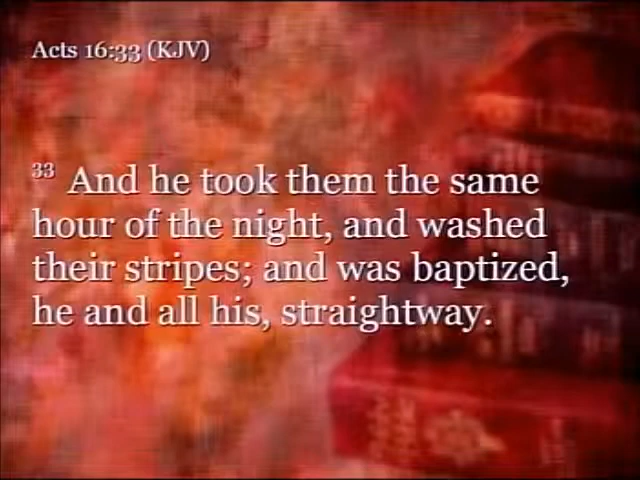 Acts 16:33 (KJV)
33 And he took them the same
hour of the night, and washed
their stripes; and was baptized,
he and all his, straightway.